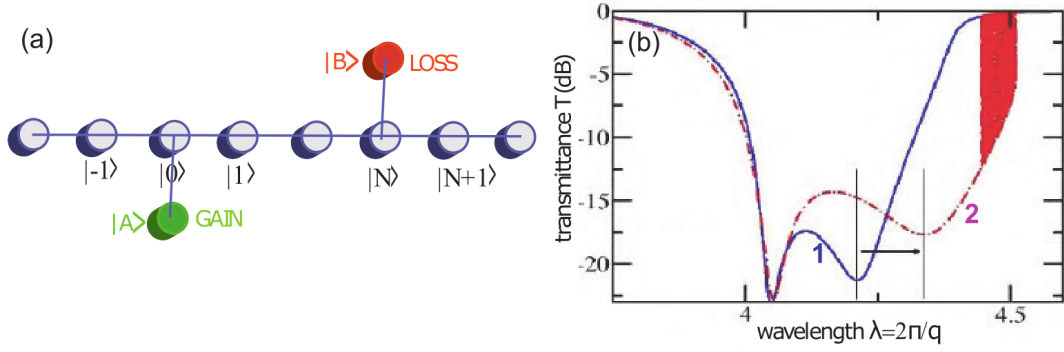 (a)
|B> LOSS
|-1> |0> |1> |N> |N+1>
|A> GAIN
(b)
transmittance T (dB)
0
-5
-10
-15
-20
1
2
4 4.5
wavelength λ=2π/q